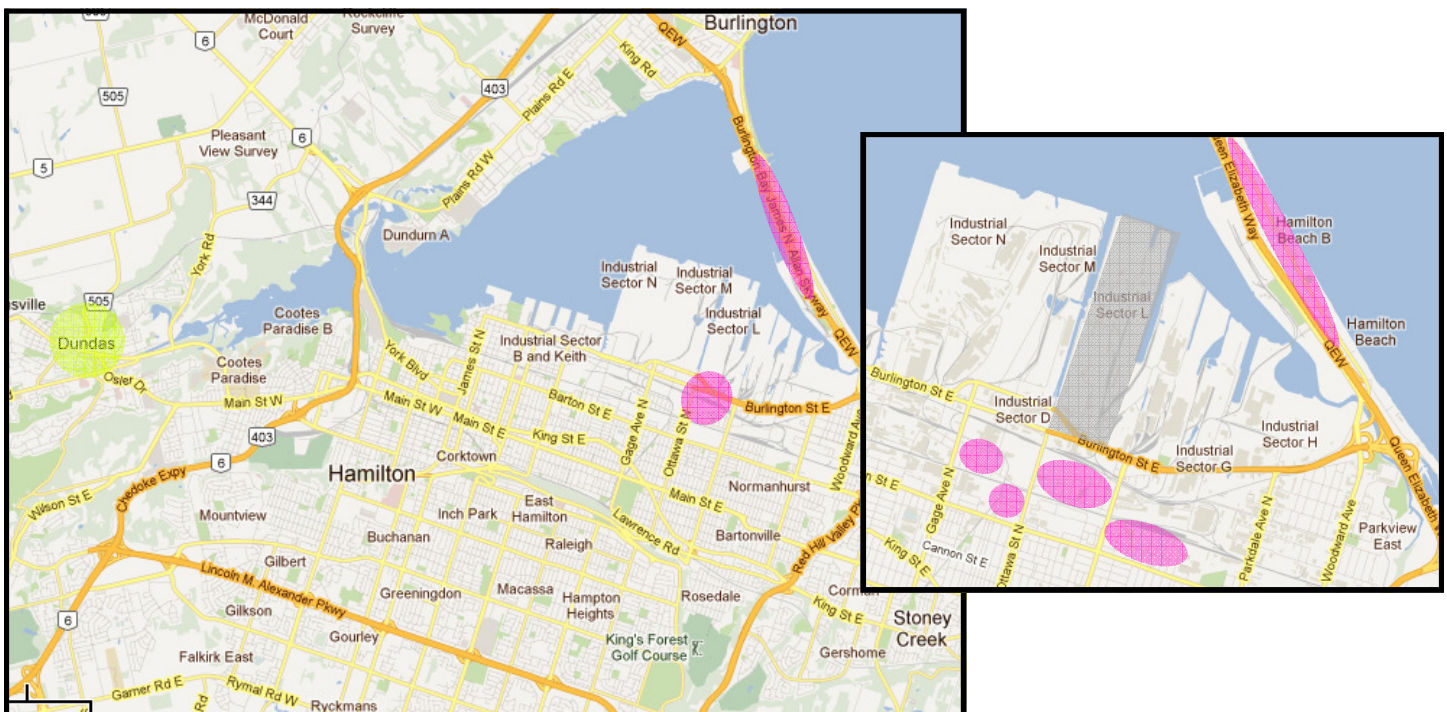 McDonald
Court
Rockcliffe
Survey
Burlington
6
QEW
King Rd
505
403
Plains Rd E
Pleasant
View Survey
6
5
344
Plains Rd W
Burlington Bay James N. Allan Skyway
York Rd
Dundurn A
505
Dundas
Cootes
Paradise B
Industrial
Sector N
Industrial
Sector M
Industrial
Sector L
QEW
Cootes
Paradise
Osler Dr
York Blvd
James St N
Industrial Sector
B and Keith
Main St W
Main St W
Main St E
Barton St E
King St E
Gage Ave N
Ottawa St N
Burlington St E
Woodward Ave
403
6
Chedoke Expy
Wilson St E
Hamilton
Corktown
Main St E
Normanhurst
Mountview
Inch Park
East
Hamilton
Lawrence Rd
Buchanan
Raleigh
Bartonville
Red Hill Valley
Gilbert
Lincoln M. Alexander Pkwy
Greeningdon
Macassa
Hampton
Heights
Rosedale
King St E
Stoney
Creek
Gilkson
6
Gourley
King's Forest
Golf Course
Gershome
Falkirk East
Garner Rd E
Rymal Rd W
Rd
Ryckmans
Queen Elizabeth Way
Hamilton
Beach B
Industrial
Sector N
Industrial
Sector M
Industrial
Sector L
Hamilton
Beach
QEW
Burlington St E
Industrial
Sector D
Burlington St E
Industrial
Sector H
Industrial
Sector G
Queen Elizabeth
n St E
Gage Ave N
Ottawa St N
Cannon St E
King St E
Parkdale Ave N
Woodward Ave
Parkview
East